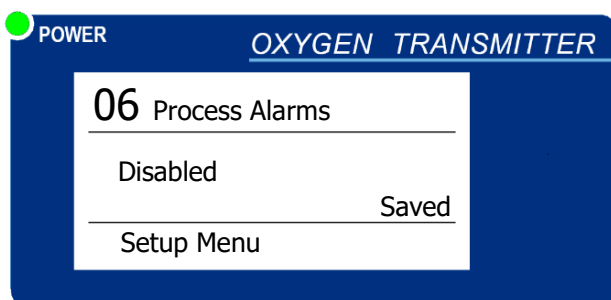 POWER
OXYGEN TRANSMITTER
06 Process Alarms
Disabled
Saved
Setup Menu